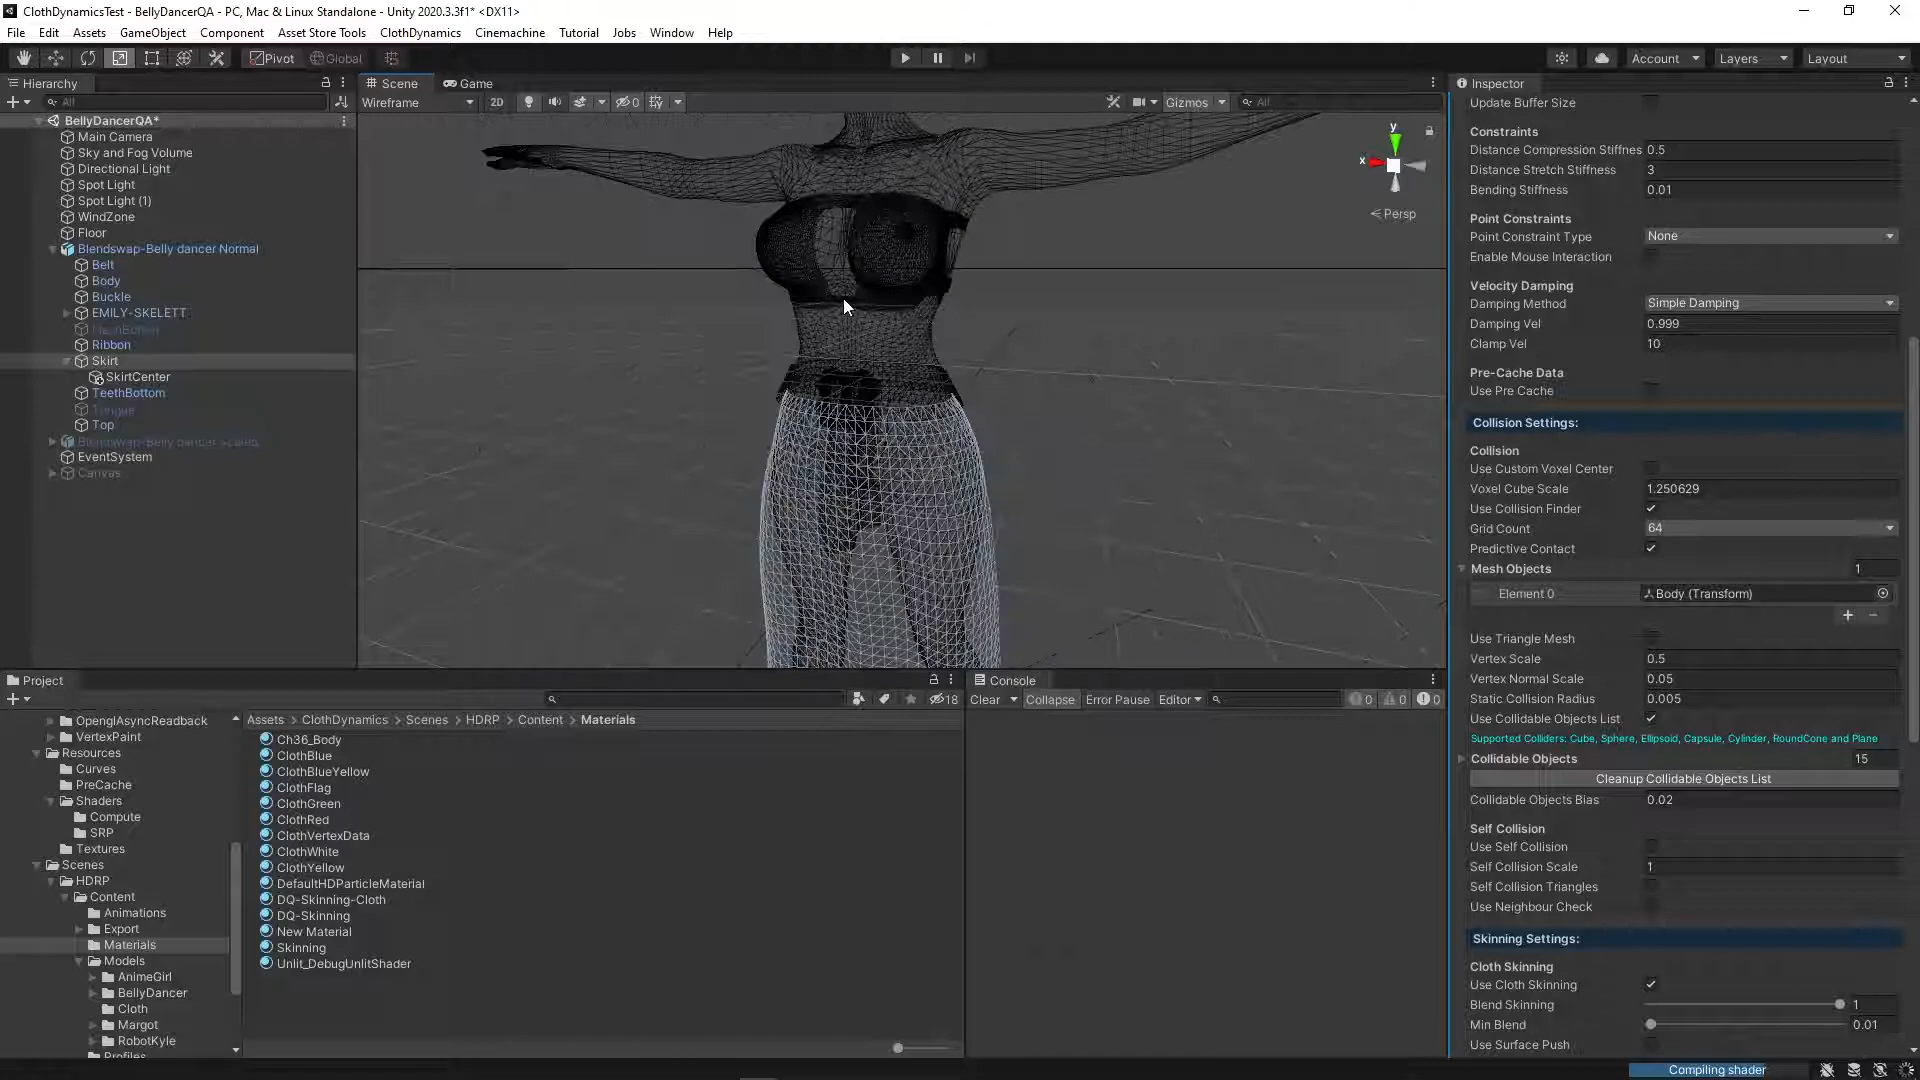 ClothDynamicsTest - BellyDancerQA - PC, Mac & Linux Standalone - Unity 2020.3.3f1* <DX11>
File Edit Assets GameObject Component Asset Store Tools ClothDynamics Cinemachine Tutorial Jobs Window Help
Pivot Global Account Layers Layout
Hierarchy
All
BellyDancerQA*
Main Camera
Sky and Fog Volume
Directional Light
Spot Light
Spot Light (1)
WindZone
Floor
Blendswap-Belly dancer Normal
Belt
Body
Buckle
EMILY-SKELETT
Ribbon
Skirt
SkirtCenter
TeethBottom
Tongue
Top
Blendswap-Belly dancer Scaled
EventSystem
Canvas
Scene Game
Wireframe 2D 0 Gizmos All
y
x
Persp
Inspector
Update Buffer Size
Constraints
Distance Compression Stiffnes 0.5
Distance Stretch Stiffness 3
Bending Stiffness 0.01
Point Constraints
Point Constraint Type None
Enable Mouse Interaction
Velocity Damping
Damping Method Simple Damping
Damping Vel 0.999
Clamp Vel 10
Pre-Cache Data
Use Pre Cache
Collision Settings:
Collision
Use Custom Voxel Center
Voxel Cube Scale 1.250629
Use Collision Finder
Grid Count 64
Predictive Contact
Mesh Objects 1
Element 0 Body (Transform)
Use Triangle Mesh
Vertex Scale 0.5
Vertex Normal Scale 0.05
Static Collision Radius 0.005
Use Collidable Objects List
Supported Colliders: Cube, Sphere, Ellipsoid, Capsule, Cylinder, RoundCone and Plane
Collidable Objects 15
Cleanup Collidable Objects List
Collidable Objects Bias 0.02
Self Collision
Use Self Collision
Self Collision Scale 1
Self Collision Triangles
Use Neighbour Check
Skinning Settings:
Cloth Skinning
Use Cloth Skinning
Blend Skinning 1
Min Blend 0.01
Use Surface Push
Project
18
OpenglAsyncReadback
VertexPaint
Resources
Curves
PreCache
Shaders
Compute
SRP
Textures
Scenes
HDRP
Content
Animations
Export
Materials
Models
AnimeGirl
BellyDancer
Cloth
Margot
RobotKyle
Profiles
Assets > ClothDynamics > Scenes > HDRP > Content > Materials
Ch36_Body
ClothBlue
ClothBlueYellow
ClothFlag
ClothGreen
ClothRed
ClothVertexData
ClothWhite
ClothYellow
DefaultHDParticleMaterial
DQ-Skinning-Cloth
DQ-Skinning
New Material
Skinning
Unlit_DebugUnlitShader
Console
Clear Collapse Error Pause Editor 0 0 0
Compiling shader